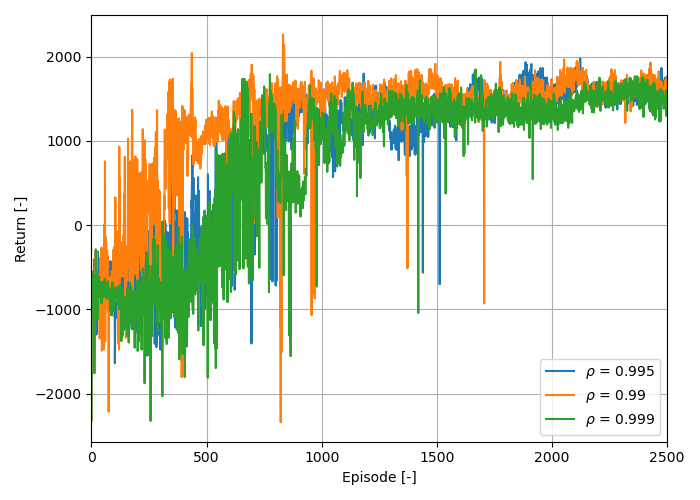 2000
1000
0
−1000
−2000
Return [-]
0
500
1000
1500
2000
2500
Episode [-]
ρ = 0.995
ρ = 0.99
ρ = 0.999